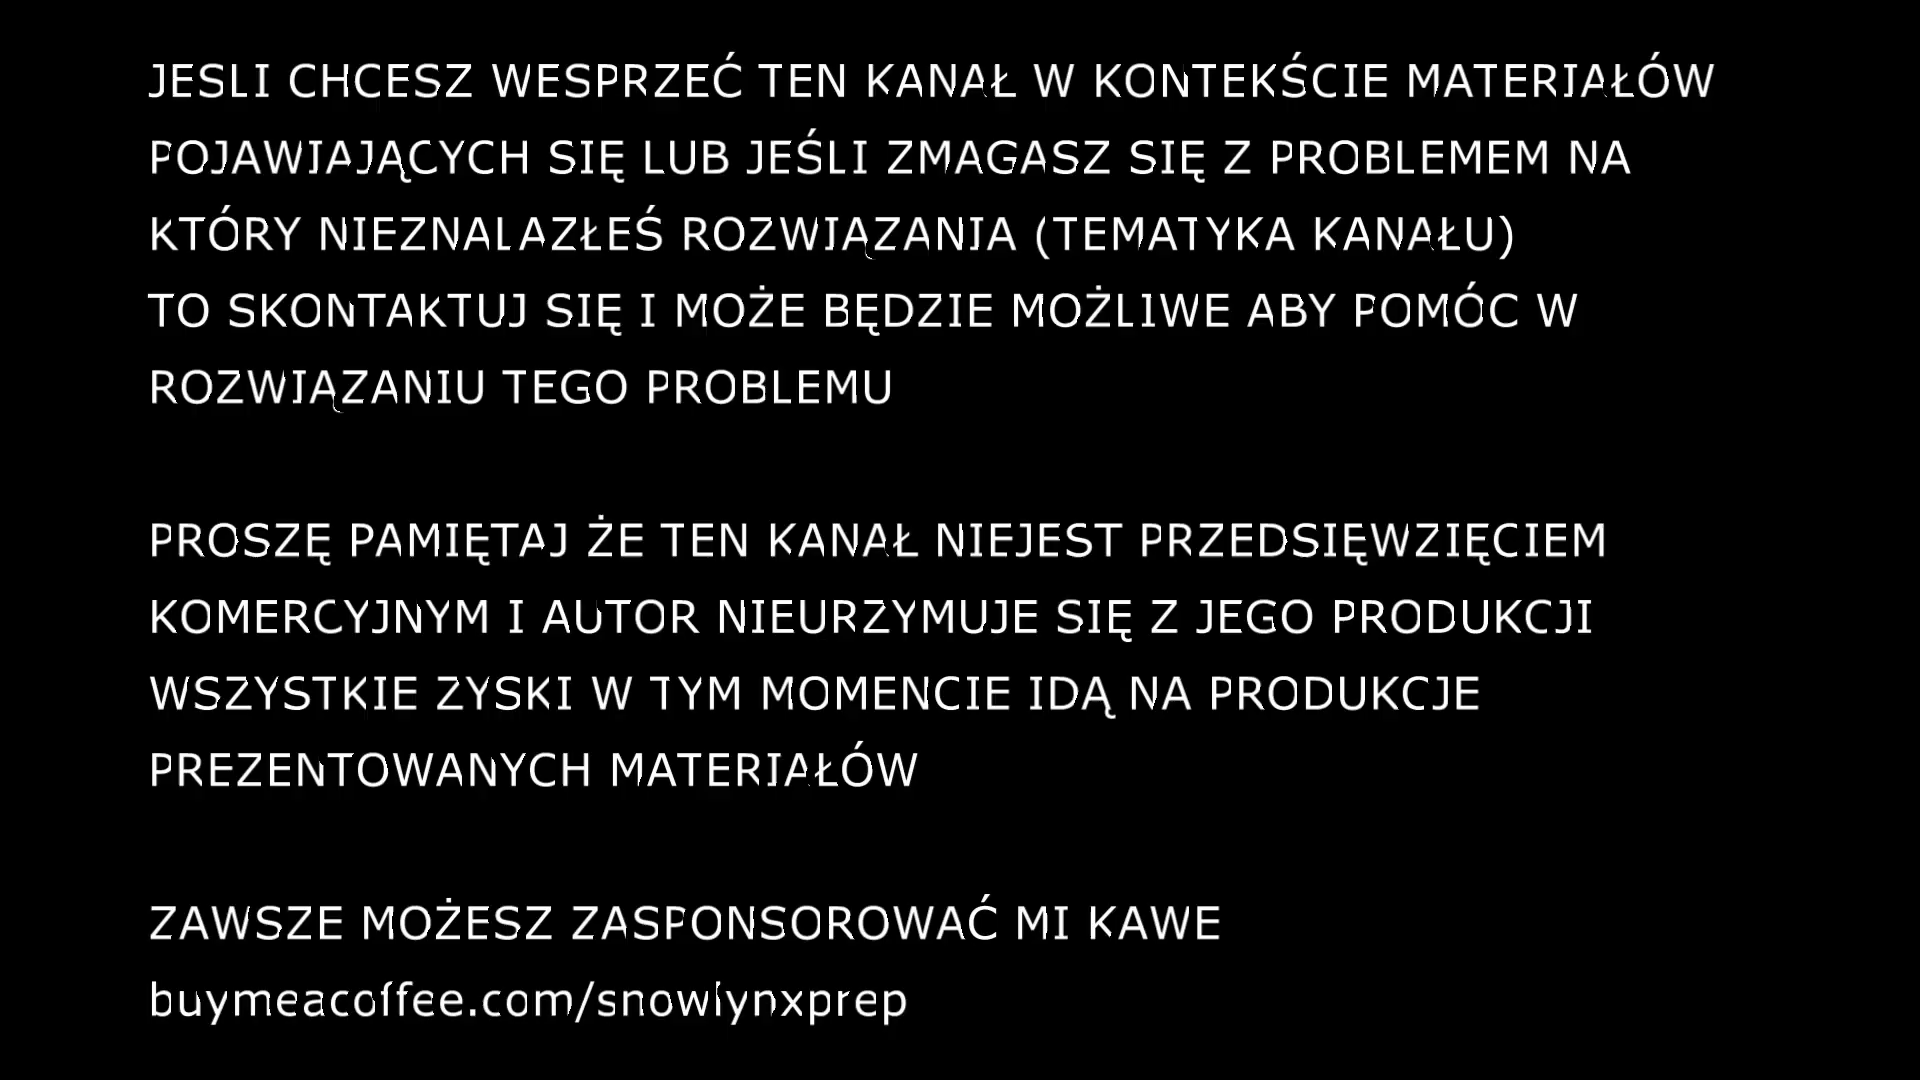 JESLI CHCESZ WESPRZEĆ TEN KANAŁ W KONTEKŚCIE MATERIAŁÓW
POJAWIAJĄCYCH SIĘ LUB JEŚLI ZMAGASZ SIĘ Z PROBLEMEM NA
KTÓRY NIEZNALAZŁEŚ ROZWIĄZANIA (TEMATYKA KANAŁU)
TO SKONTAKTUJ SIĘ I MOŻE BĘDZIE MOŻLIWE ABY POMÓC W
ROZWIĄZANIU TEGO PROBLEMU
PROSZĘ PAMIĘTAJ ŻE TEN KANAŁ NIEJEST PRZEDSIĘWZIĘCIEM
KOMERCYJNYM I AUTOR NIEURZYMUJE SIĘ Z JEGO PRODUKCJI
WSZYSTKIE ZYSKI W TYM MOMENCIE IDĄ NA PRODUKCJE
PREZENTOWANYCH MATERIAŁÓW
ZAWSZE MOŻESZ ZASPONSOROWAĆ MI KAWE
buymeacoffee.com/snowlynxprep